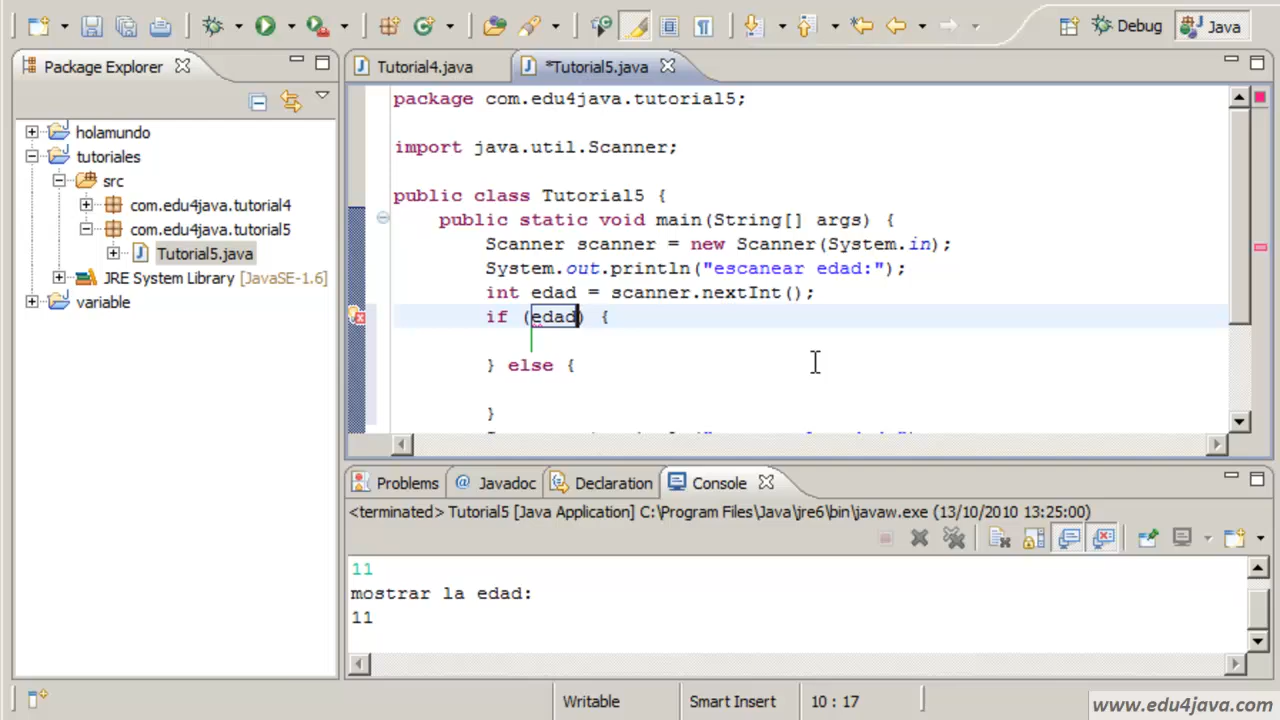 Debug
Java
Package Explorer
Tutorial4.java
*Tutorial5.java
holamundo
tutoriales
src
com.edu4java.tutorial4
com.edu4java.tutorial5
Tutorial5.java
JRE System Library [JavaSE-1.6]
variable
package com.edu4java.tutorial5;
import java.util.Scanner;
public class Tutorial5 {
public static void main(String[] args) {
Scanner scanner = new Scanner(System.in);
System.out.println("escanear edad:");
int edad = scanner.nextInt();
if (edad) {
} else {
}
Problems
@ Javadoc
Declaration
Console
<terminated> Tutorial5 [Java Application] C:\Program Files\Java\jre6\bin\javaw.exe (13/10/2010 13:25:00)
11
mostrar la edad:
11
Writable
Smart Insert
10 : 17
www.edu4java.com